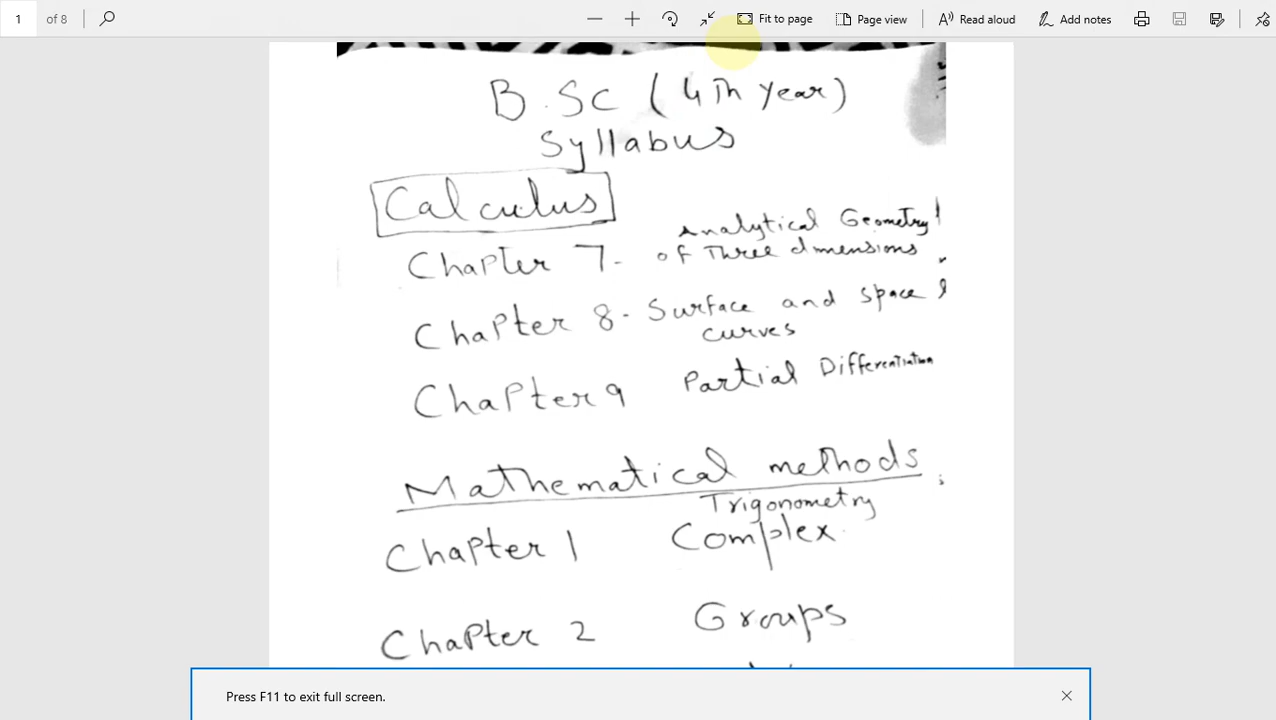 1 of 8 Fit to page Page view Read aloud Add notes
B.Sc (4th year)
Syllabus
Calculus
Chapter 7- Analytical Geometry
of Three dimensions
Chapter 8- Surface and Space
curves
Chapter 9 Partial Differentiation
Mathematical methods
Trigonometry
Chapter 1 Complex
Chapter 2 Groups
Press F11 to exit full screen.